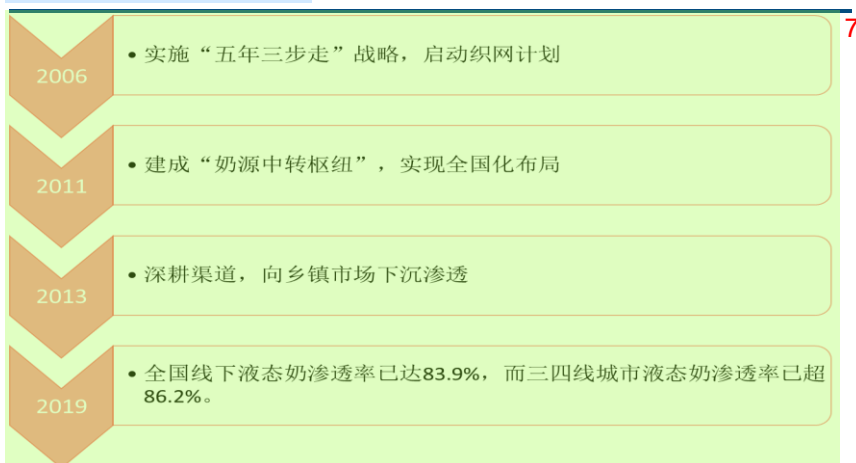 7
2006
• 实施“五年三步走”战略，启动织网计划
2011
• 建成“奶源中转枢纽”，实现全国化布局
2013
• 深耕渠道，向乡镇市场下沉渗透
2019
• 全国线下液态奶渗透率已达83.9%，而三四线城市液态奶渗透率已超
86.2%。